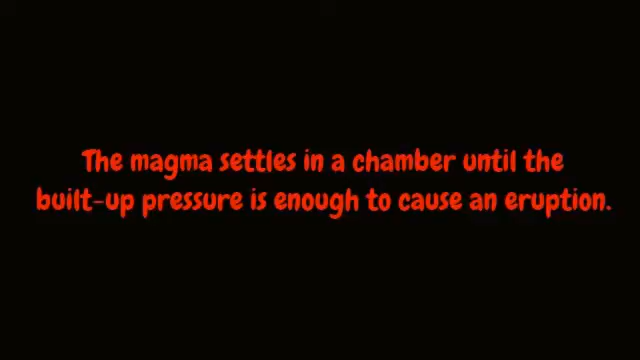 The magma settles in a chamber until the
built-up pressure is enough to cause an eruption.